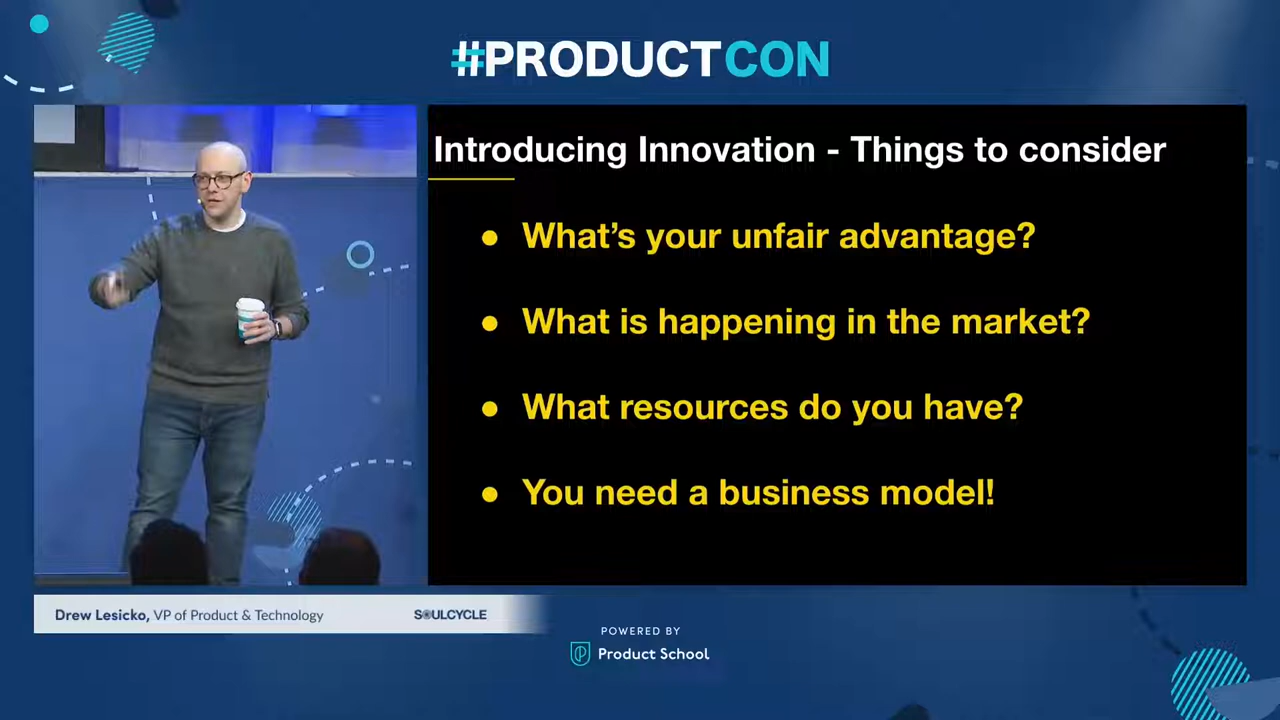 #PRODUCTCON
Introducing Innovation - Things to consider
● What's your unfair advantage?
● What is happening in the market?
● What resources do you have?
● You need a business model!
Drew Lesicko, VP of Product & Technology
SOULCYCLE
POWERED BY
Product School